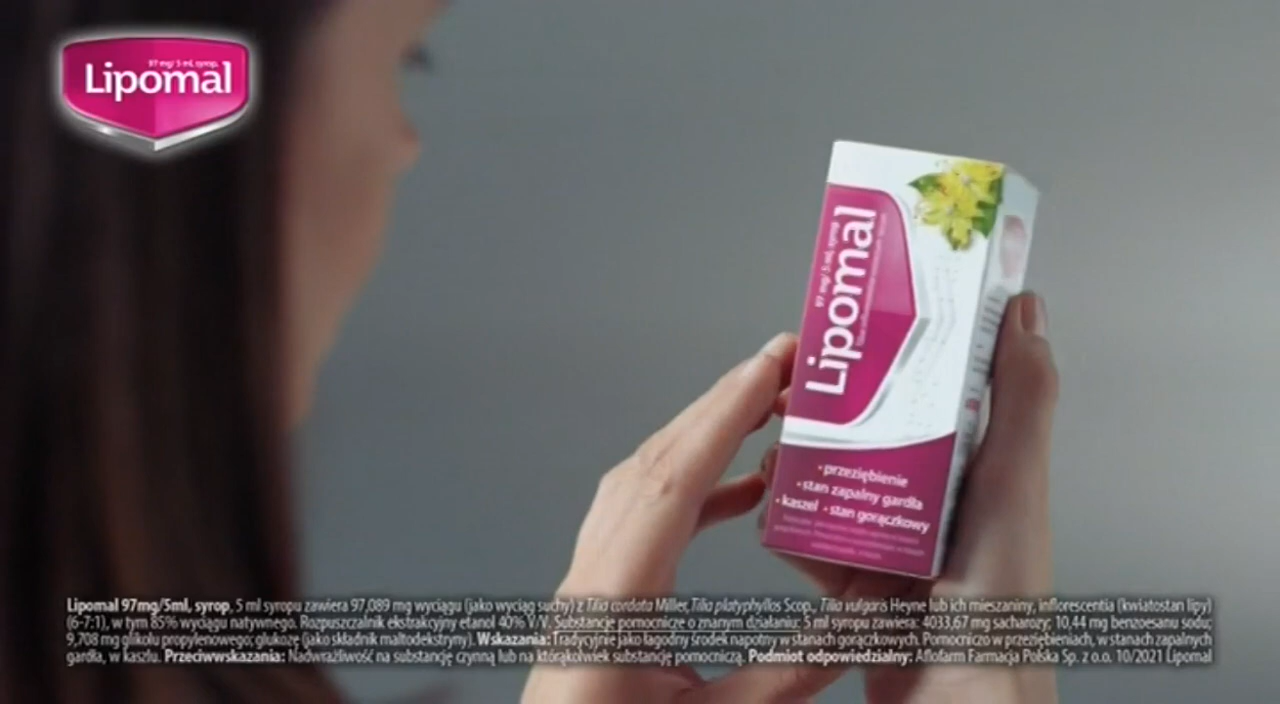 97 mg/ 5 mL syrop
Lipomal
Lipomal
97 mg/ 5 mL syrop
• przeziębienie
• stan zapalny gardła
• kaszel • stan gorączkowy
Lipomal 97mg/5ml, syrop, 5 ml syropu zawiera 97,089 mg wyciągu (jako wyciąg suchy) z Tilia cordata Miller, Tilia platyphyllos Scop., Tilia vulgaris Heyne lub ich mieszaniny, inflorescentia (kwiatostan lipy)
(6-7:1), w tym 85% wyciągu natywnego. Rozpuszczalnik ekstrakcyjny etanol 40% V/V. Substancje pomocnicze o znanym działaniu: 5 ml syropu zawiera: 4033,67 mg sacharozy; 10,44 mg benzoesanu sodu;
9,708 mg glikolu propylenowego; glukozę (jako składnik maltodekstryny). Wskazania: Tradycyjnie jako łagodny środek napotny w stanach gorączkowych. Pomocniczo w przeziębieniach, w stanach zapalnych
gardła, w kaszlu. Przeciwwskazania: Nadwrażliwość na substancję czynną lub na którąkolwiek substancję pomocniczą. Podmiot odpowiedzialny: Aflofarm Farmacja Polska Sp. z o.o. 10/2021 Lipomal